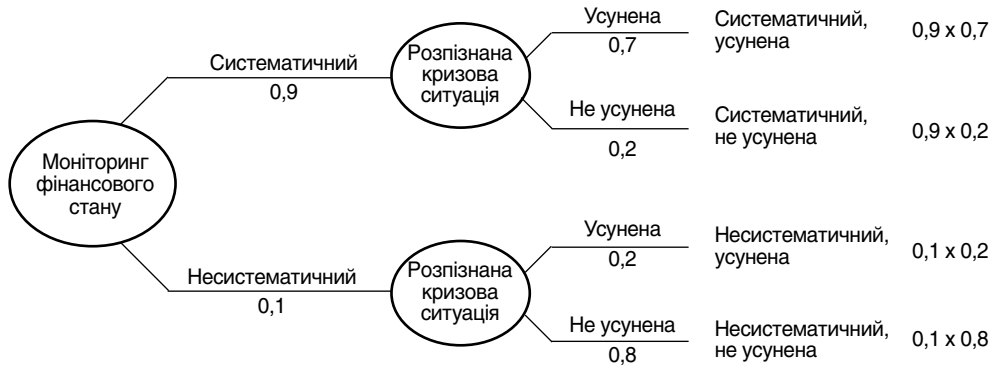 Моніторинг
фінансового
стану
Систематичний
0,9
Розпізнана
кризова
ситуація
Усунена
0,7
Систематичний,
усунена
0,9 x 0,7
Не усунена
0,2
Систематичний,
не усунена
0,9 x 0,2
Несистематичний
0,1
Розпізнана
кризова
ситуація
Усунена
0,2
Несистематичний,
усунена
0,1 x 0,2
Не усунена
0,8
Несистематичний,
не усунена
0,1 x 0,8